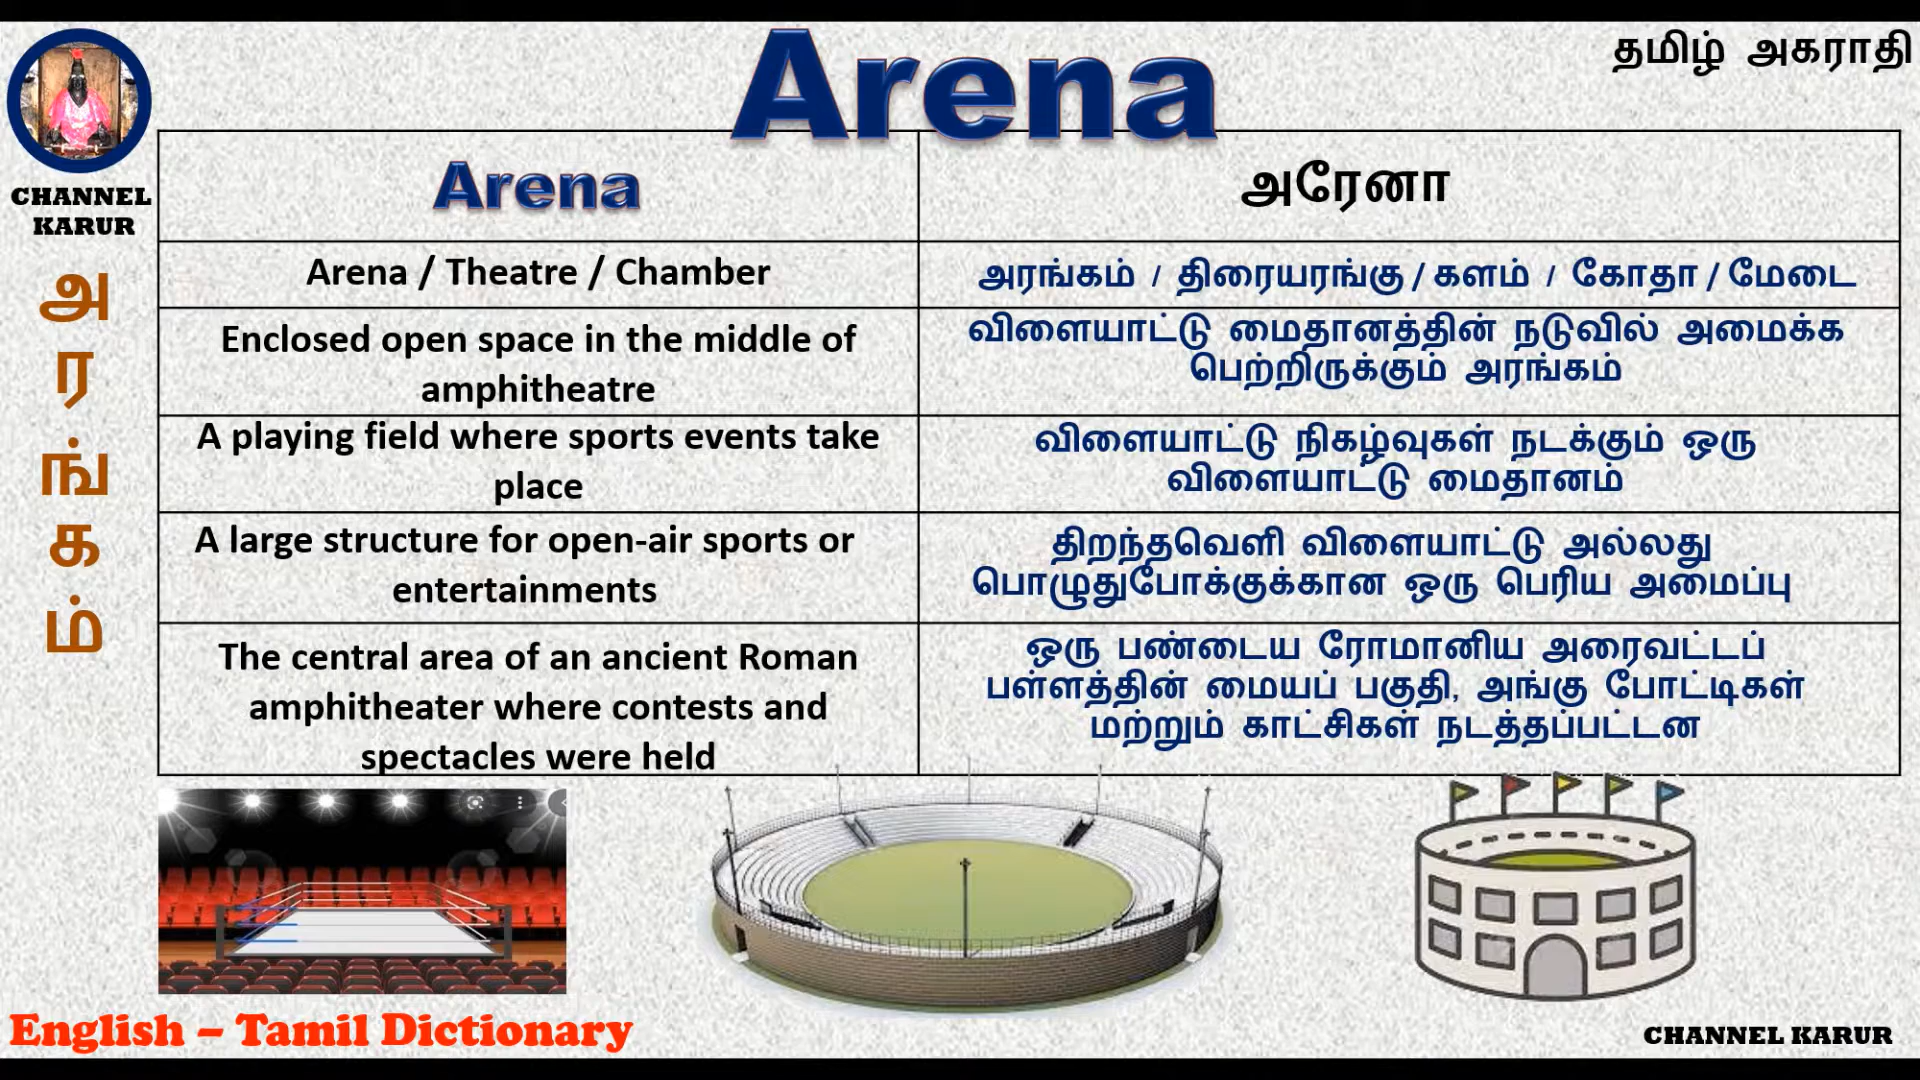 Arena
தமிழ் அகராதி
CHANNEL
KARUR
அ
ர
ங்
க
ம்
Arena
அரேனா
Arena / Theatre / Chamber
அரங்கம் / திரையரங்கு / களம் / கோதா / மேடை
Enclosed open space in the middle of
amphitheatre
விளையாட்டு மைதானத்தின் நடுவில் அமைக்க
பெற்றிருக்கும் அரங்கம்
A playing field where sports events take
place
விளையாட்டு நிகழ்வுகள் நடக்கும் ஒரு
விளையாட்டு மைதானம்
A large structure for open-air sports or
entertainments
திறந்தவெளி விளையாட்டு அல்லது
பொழுதுபோக்குக்கான ஒரு பெரிய அமைப்பு
The central area of an ancient Roman
amphitheater where contests and
spectacles were held
ஒரு பண்டைய ரோமானிய அரைவட்டப்
பள்ளத்தின் மையப் பகுதி, அங்கு போட்டிகள்
மற்றும் காட்சிகள் நடத்தப்பட்டன
English – Tamil Dictionary
CHANNEL KARUR